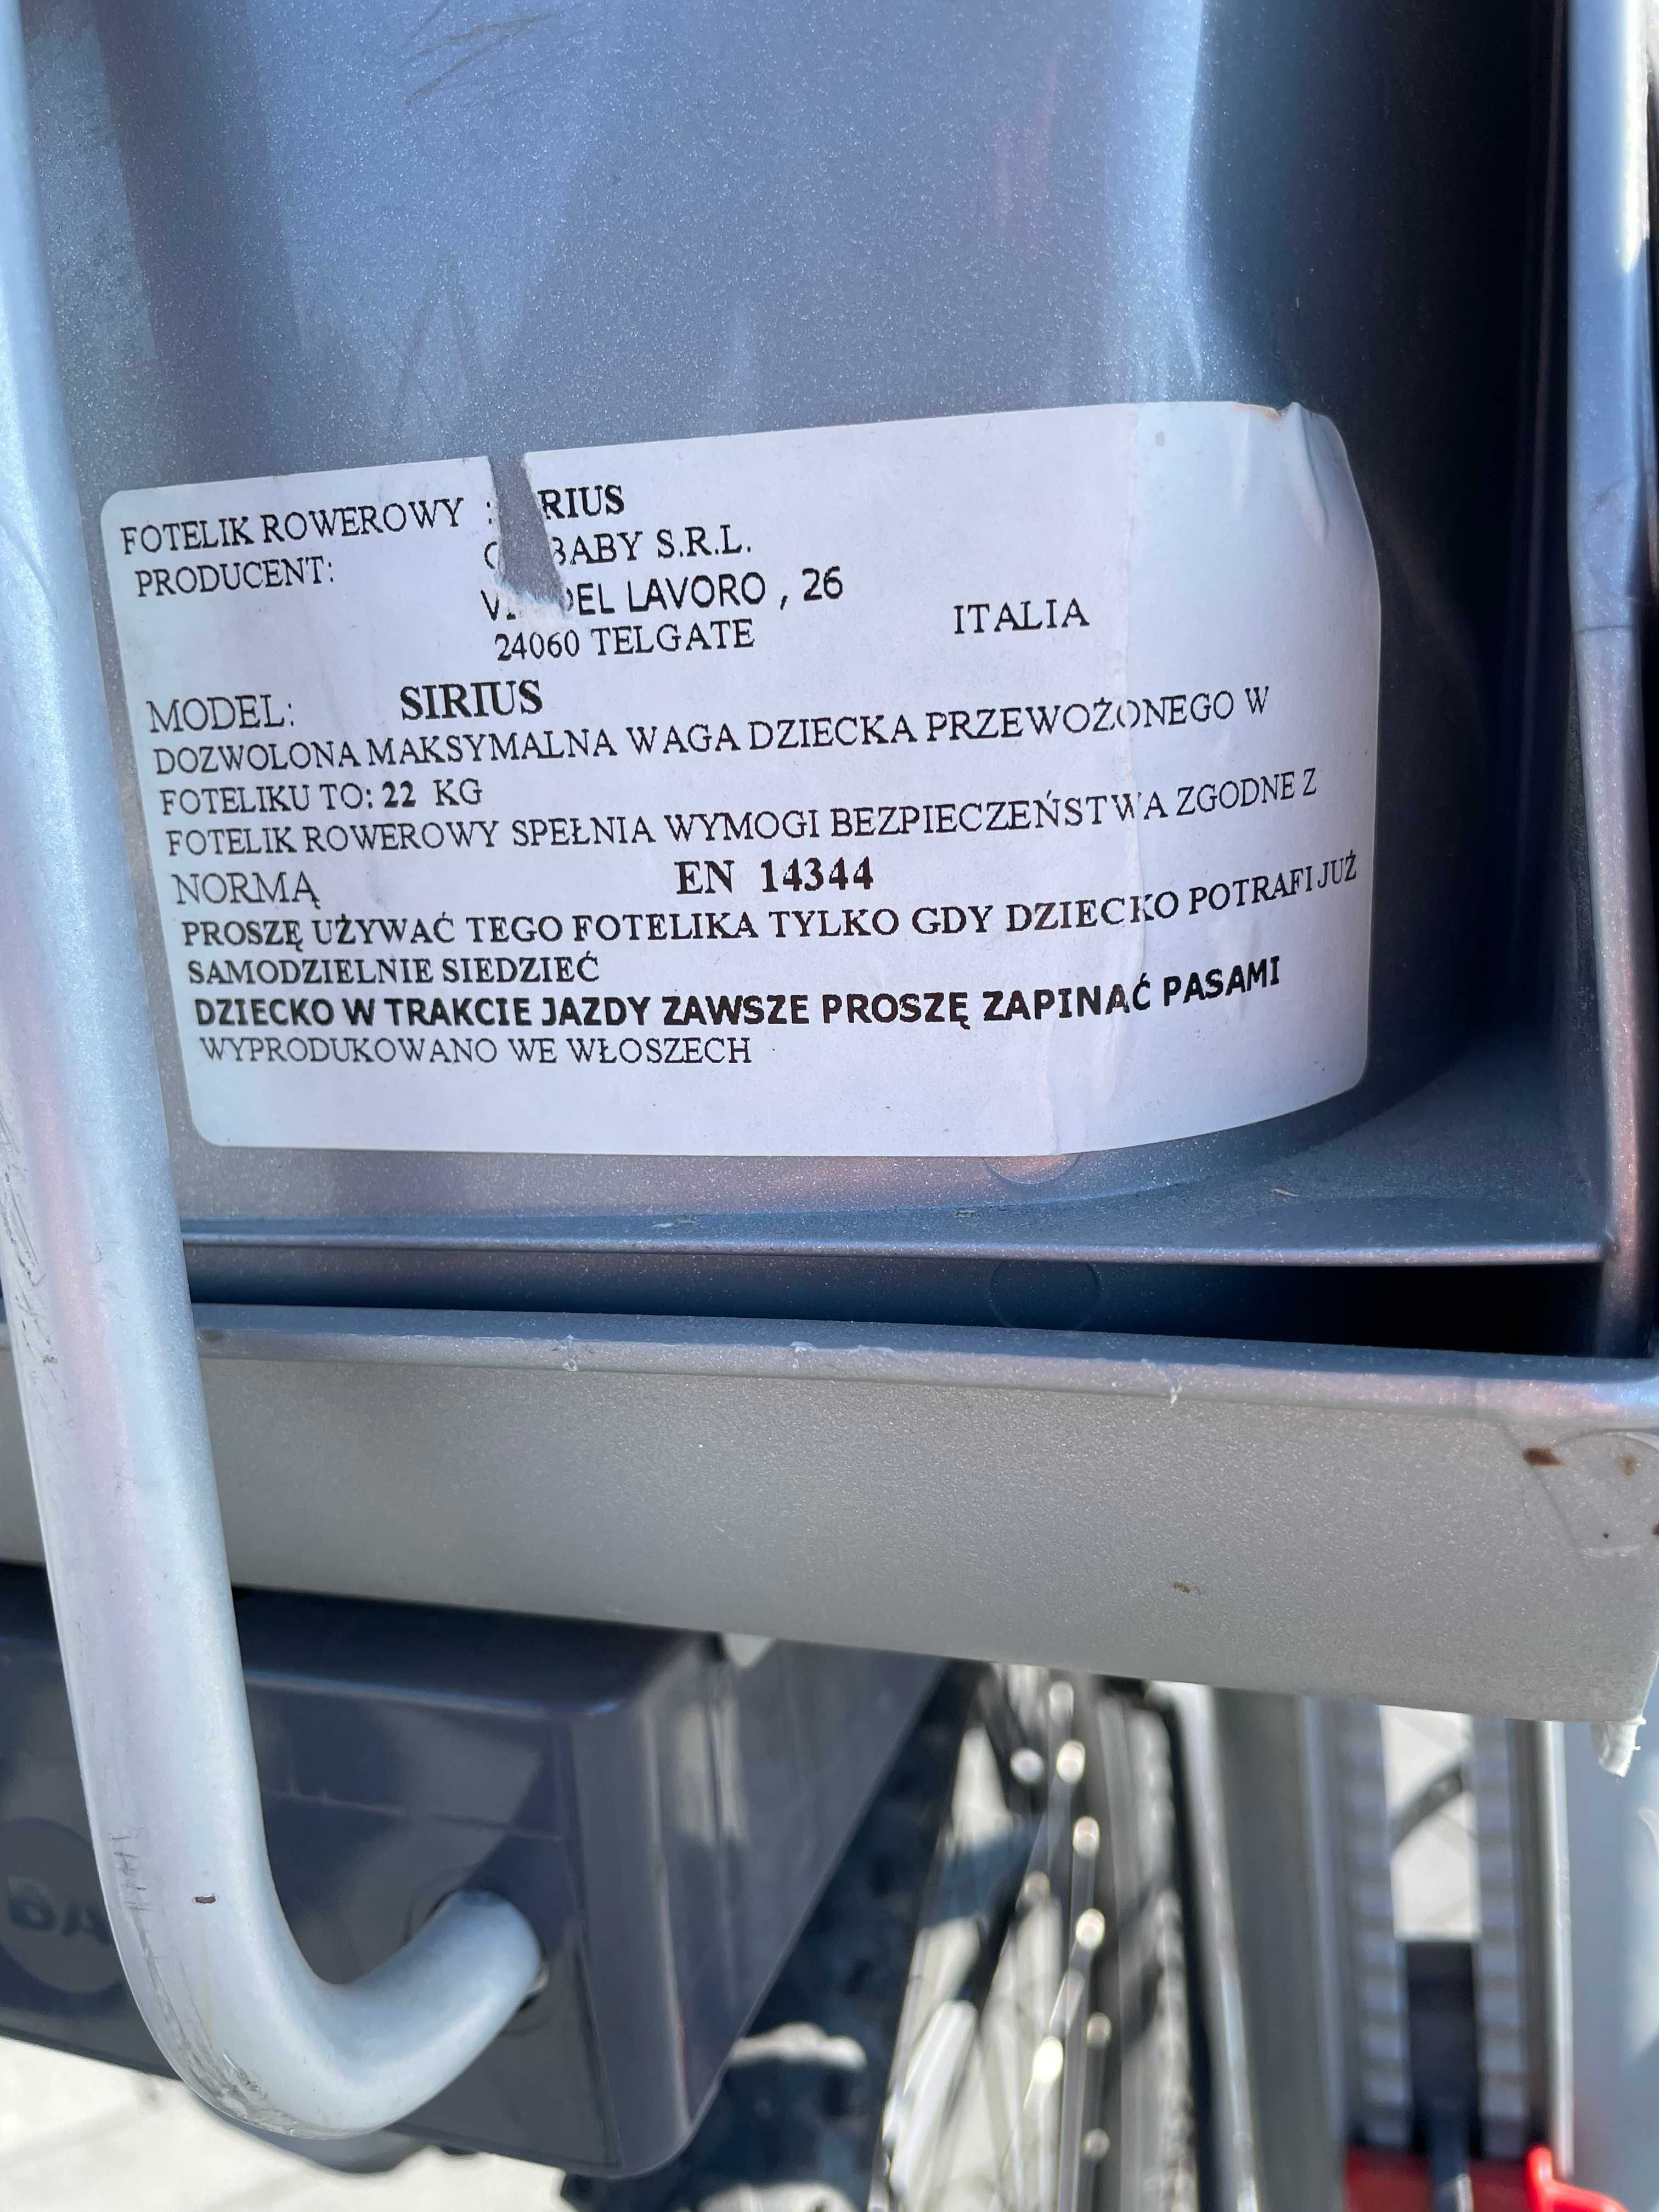 FOTELIK ROWEROWY : RIUS
PRODUCENT: BABY S.R.L.
DEL LAVORO , 26
24060 TELGATE ITALIA
MODEL: SIRIUS
DOZWOLONA MAKSYMALNA WAGA DZIECKA PRZEWOŻONEGO W
FOTELIKU TO: 22 KG
FOTELIK ROWEROWY SPEŁNIA WYMOGI BEZPIECZEŃSTWA ZGODNE Z
NORMĄ EN 14344
PROSZĘ UŻYWAĆ TEGO FOTELIKA TYLKO GDY DZIECKO POTRAFI JUŻ
SAMODZIELNIE SIEDZIEĆ
DZIECKO W TRAKCIE JAZDY ZAWSZE PROSZĘ ZAPINAĆ PASAMI
WYPRODUKOWANO WE WŁOSZECH